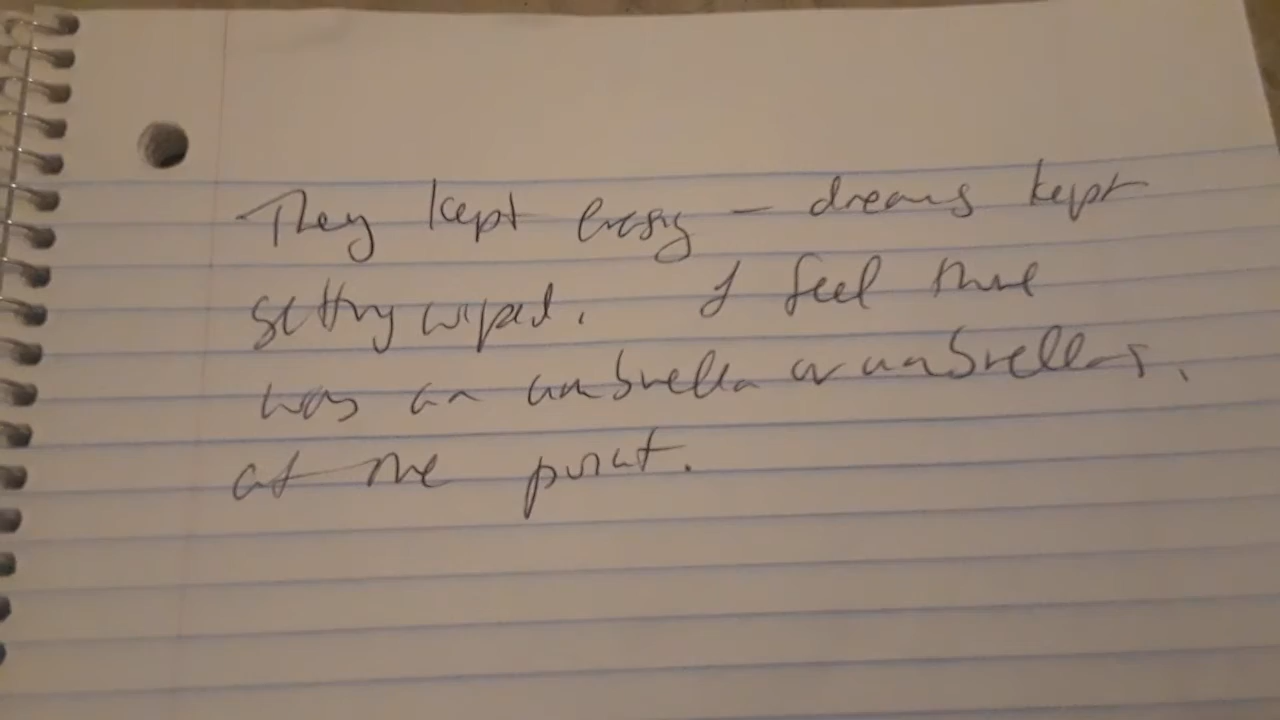 They kept erasing – dreams kept
getting wiped. I feel there
was an umbrella or umbrellas,
at one point.